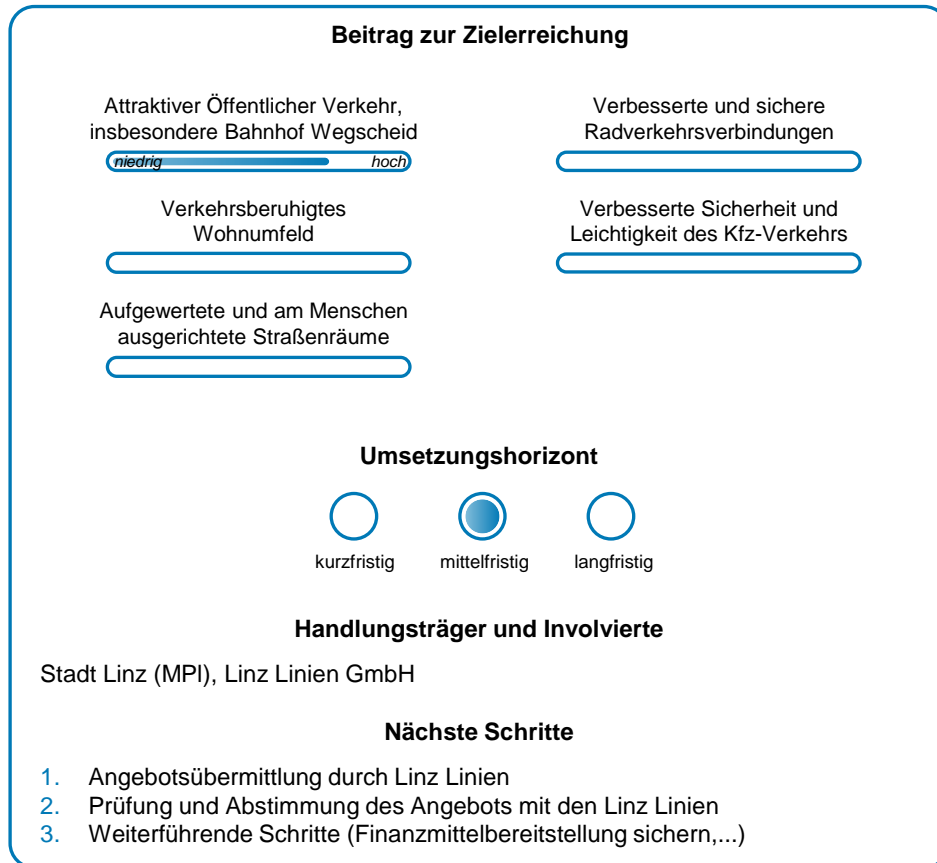 Beitrag zur Zielerreichung
Attraktiver Öffentlicher Verkehr,
insbesondere Bahnhof Wegscheid
niedrig hoch
Verbesserte und sichere
Radverkehrsverbindungen
Verkehrsberuhigtes
Wohnumfeld
Verbesserte Sicherheit und
Leichtigkeit des Kfz-Verkehrs
Aufgewertete und am Menschen
ausgerichtete Straßenräume
Umsetzungshorizont
kurzfristig mittelfristig langfristig
Handlungsträger und Involvierte
Stadt Linz (MPI), Linz Linien GmbH
Nächste Schritte
1. Angebotsübermittlung durch Linz Linien
2. Prüfung und Abstimmung des Angebots mit den Linz Linien
3. Weiterführende Schritte (Finanzmittelbereitstellung sichern,...)